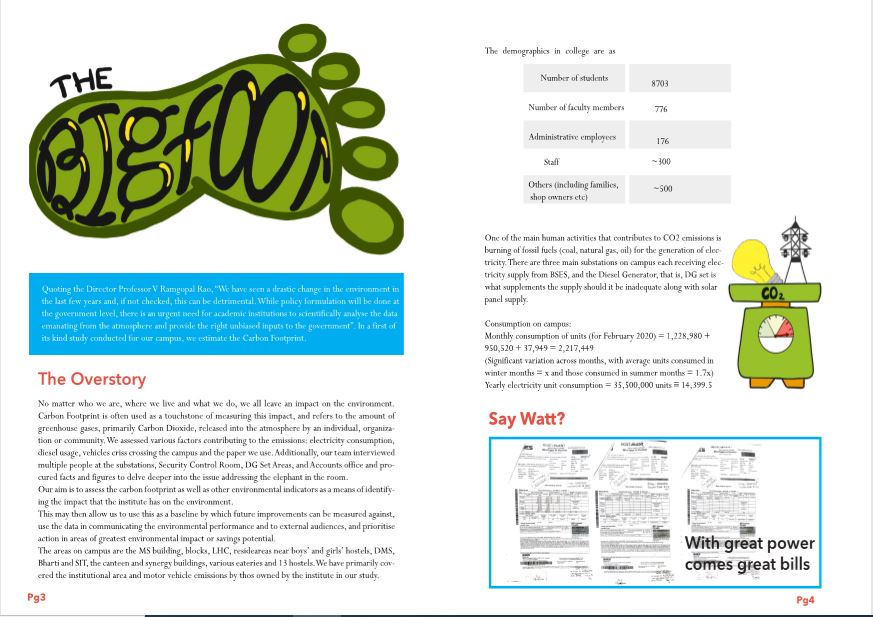 THE
BIgfOOT
Quoting the Director Professor V Ramgopal Rao, "We have seen a drastic change in the environment in
the last few years and, if not checked, this can be detrimental. While policy formulation will be done at
the government level, there is an urgent need for academic institutions to scientifically analyse the data
emanating from the atmosphere and provide the right unbiased inputs to the government". In a first of
its kind study conducted for our campus, we estimate the Carbon Footprint.
The Overstory
No matter who we are, where we live and what we do, we all leave an impact on the environment.
Carbon Footprint is often used as a touchstone of measuring this impact, and refers to the amount of
greenhouse gases, primarily Carbon Dioxide, released into the atmosphere by an individual, organiza-
tion or community. We assessed various factors contributing to the emissions: electricity consumption,
diesel usage, vehicles criss crossing the campus and the paper we use. Additionally, our team interviewed
multiple people at the substations, Security Control Room, DG Set Areas, and Accounts office and pro-
cured facts and figures to delve deeper into the issue addressing the elephant in the room.
Our aim is to assess the carbon footprint as well as other environmental indicators as a means of identify-
ing the impact that the institute has on the environment.
This may then allow us to use this as a baseline by which future improvements can be measured against,
use the data in communicating the environmental performance and to external audiences, and prioritise
action in areas of greatest environmental impact or savings potential.
The areas on campus are the MS building, blocks, LHC, resideareas near boys' and girls' hostels, DMS,
Bharti and SIT, the canteen and synergy buildings, various eateries and 13 hostels. We have primarily cov-
ered the institutional area and motor vehicle emissions by thos owned by the institute in our study.
Pg3
The demographics in college are as
Number of students 8703
Number of faculty members 776
Administrative employees 176
Staff ~300
Others (including families, ~500
shop owners etc)
One of the main human activities that contributes to CO2 emissions is
burning of fossil fuels (coal, natural gas, oil) for the generation of elec-
tricity. There are three main substations on campus each receiving elec-
tricity supply from BSES, and the Diesel Generator, that is, DG set is
what supplements the supply should it be inadequate along with solar
panel supply.
CO2
Consumption on campus:
Monthly consumption of units (for February 2020) = 1,228,980 +
950,520 + 37,949 = 2,217,449
(Significant variation across months, with average units consumed in
winter months = x and those consumed in summer months = 1.7x)
Yearly electricity unit consumption = 35,500,000 units ≡ 14,399.5
Say Watt?
With great power
comes great bills
Pg4